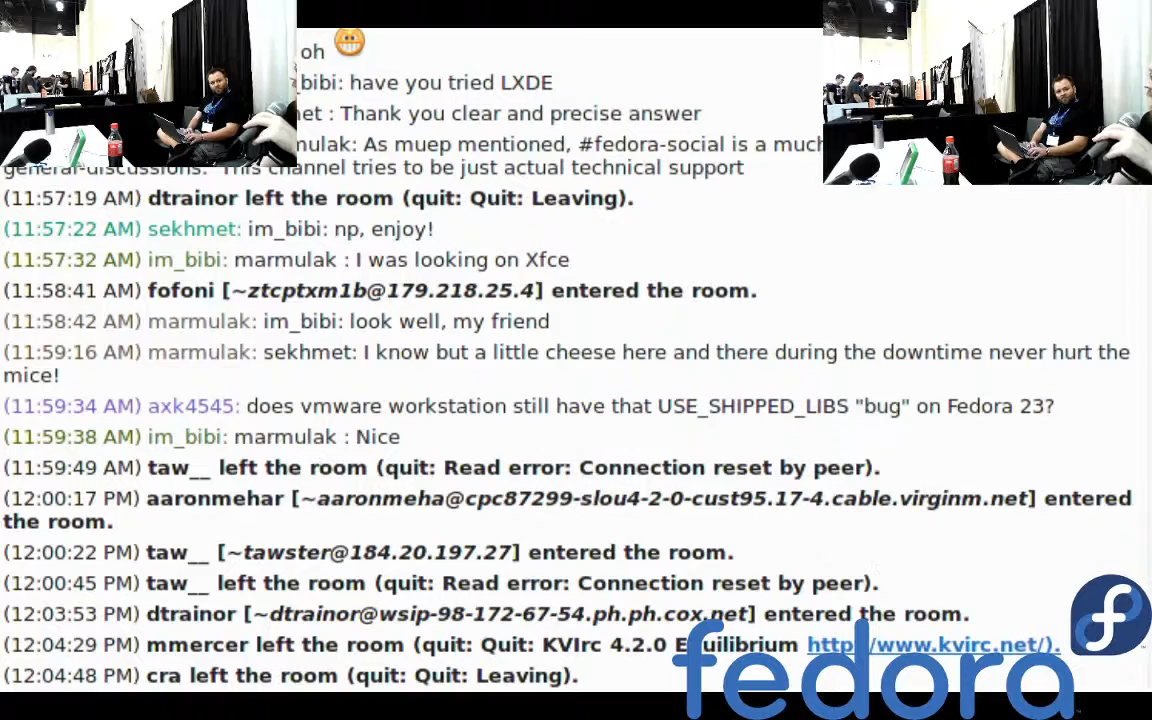 oh
bibi: have you tried LXDE
et : Thank you clear and precise answer
mulak: As muep mentioned, #fedora-social is a much
general-discussions. This channel tries to be just actual technical support
(11:57:19 AM) dtrainor left the room (quit: Quit: Leaving).
(11:57:22 AM) sekhmet: im_bibi: np, enjoy!
(11:57:32 AM) im_bibi: marmulak : I was looking on Xfce
(11:58:41 AM) fofoni [~ztcptxm1b@179.218.25.4] entered the room.
(11:58:42 AM) marmulak: im_bibi: look well, my friend
(11:59:16 AM) marmulak: sekhmet: I know but a little cheese here and there during the downtime never hurt the
mice!
(11:59:34 AM) axk4545: does vmware workstation still have that USE_SHIPPED_LIBS "bug" on Fedora 23?
(11:59:38 AM) im_bibi: marmulak : Nice
(11:59:49 AM) taw__ left the room (quit: Read error: Connection reset by peer).
(12:00:17 PM) aaronmehar [~aaronmeha@cpc87299-slou4-2-0-cust95.17-4.cable.virginm.net] entered
the room.
(12:00:22 PM) taw__ [~tawster@184.20.197.27] entered the room.
(12:00:45 PM) taw__ left the room (quit: Read error: Connection reset by peer).
(12:03:53 PM) dtrainor [~dtrainor@wsip-98-172-67-54.ph.ph.cox.net] entered the room.
(12:04:29 PM) mmercer left the room (quit: Quit: KVIrc 4.2.0 Equilibrium http://www.kvirc.net/).
(12:04:48 PM) cra left the room (quit: Quit: Leaving).
fedora